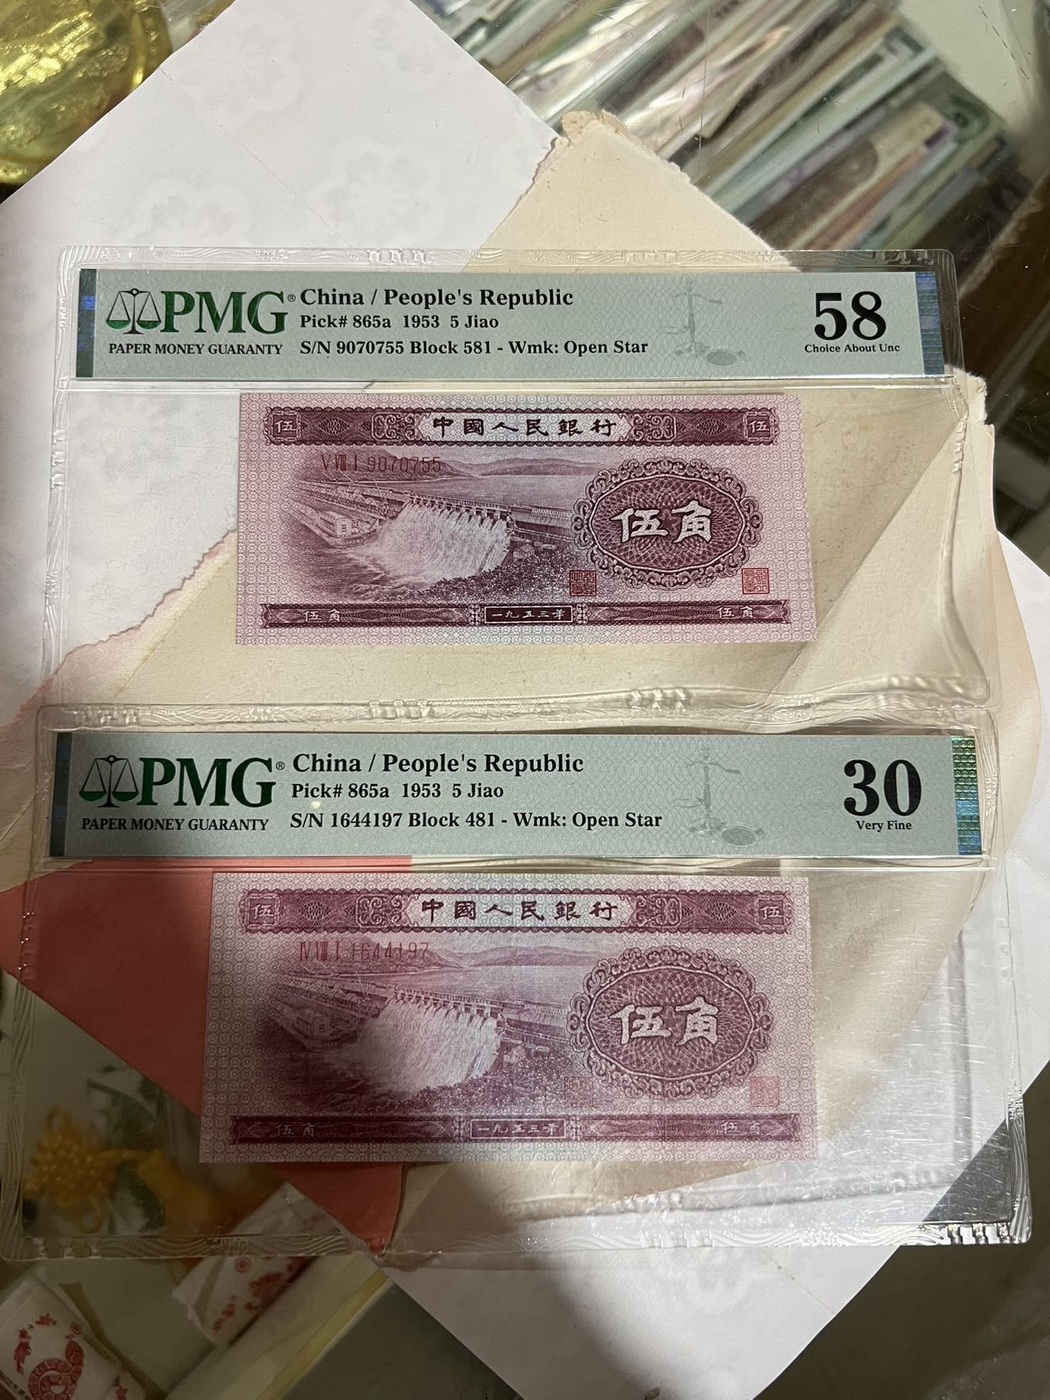 PMG®
PAPER MONEY GUARANTY
China / People's Republic
Pick# 865a 1953 5 Jiao
S/N 9070755 Block 581 - Wmk: Open Star
58
Choice About Unc
伍 中國人民銀行 伍
V VIII I 9070755
伍角
伍角 一九五三年 伍角
PMG®
PAPER MONEY GUARANTY
China / People's Republic
Pick# 865a 1953 5 Jiao
S/N 1644197 Block 481 - Wmk: Open Star
30
Very Fine
伍 中國人民銀行 伍
IV VIII I 1644197
伍角
伍角 一九五三年 伍角